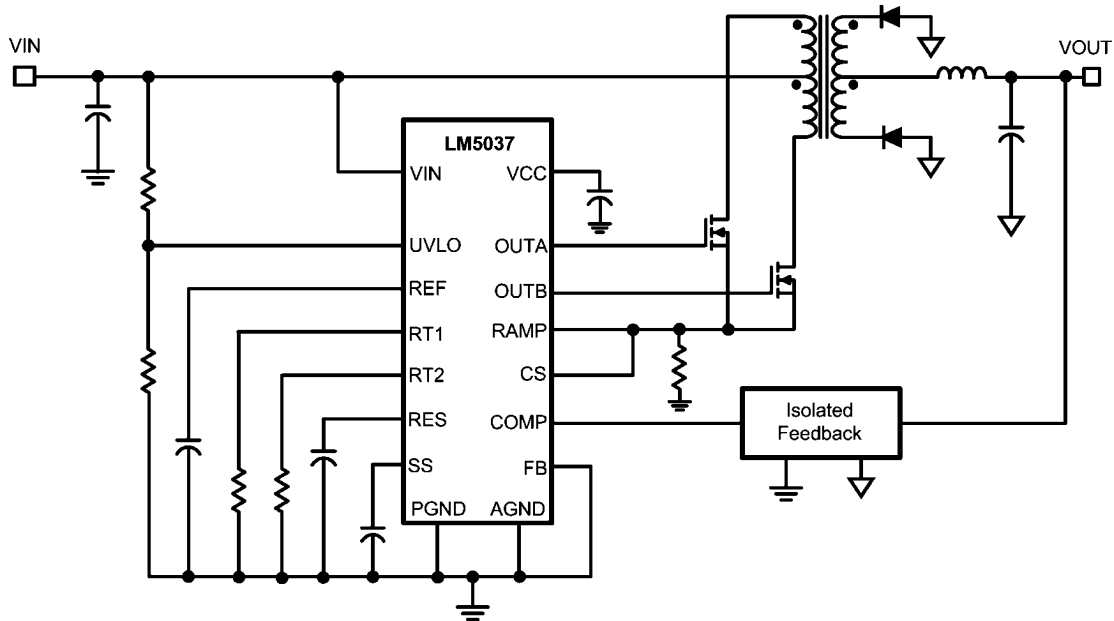 VIN
VOUT
LM5037
VIN
VCC
UVLO
OUTA
REF
OUTB
RT1
RAMP
RT2
CS
RES
COMP
SS
FB
PGND
AGND
Isolated
Feedback